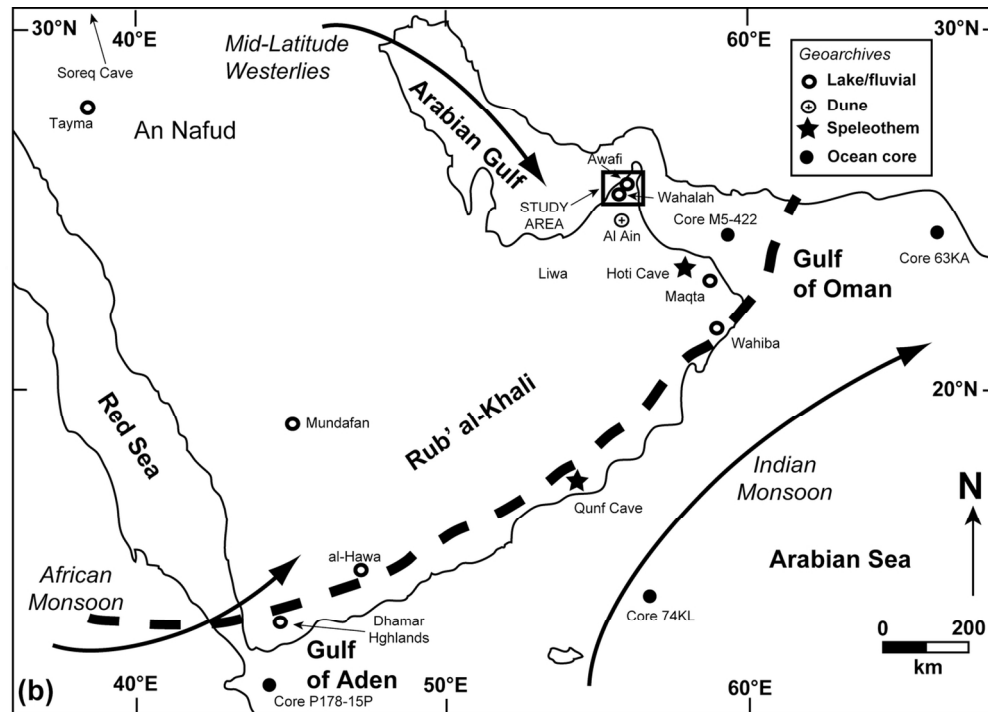 30°N
40°E
60°E
30°N
Soreq Cave
Mid-Latitude
Westerlies
Geoarchives
Lake/fluvial
Dune
Speleothem
Ocean core
Tayma
An Nafud
Arabian Gulf
Awafi
Wahalah
STUDY
AREA
Al Ain
Core M5-422
Core 63KA
Liwa
Hoti Cave
Maqta
Gulf
of Oman
Wahiba
20°N
Red Sea
Mundafan
Rub' al-Khali
Indian
Monsoon
N
Qunf Cave
Arabian Sea
al-Hawa
African
Monsoon
Dhamar
Hghlands
Core 74KL
0 200
km
Gulf
of Aden
(b)
Core P178-15P
40°E
50°E
60°E